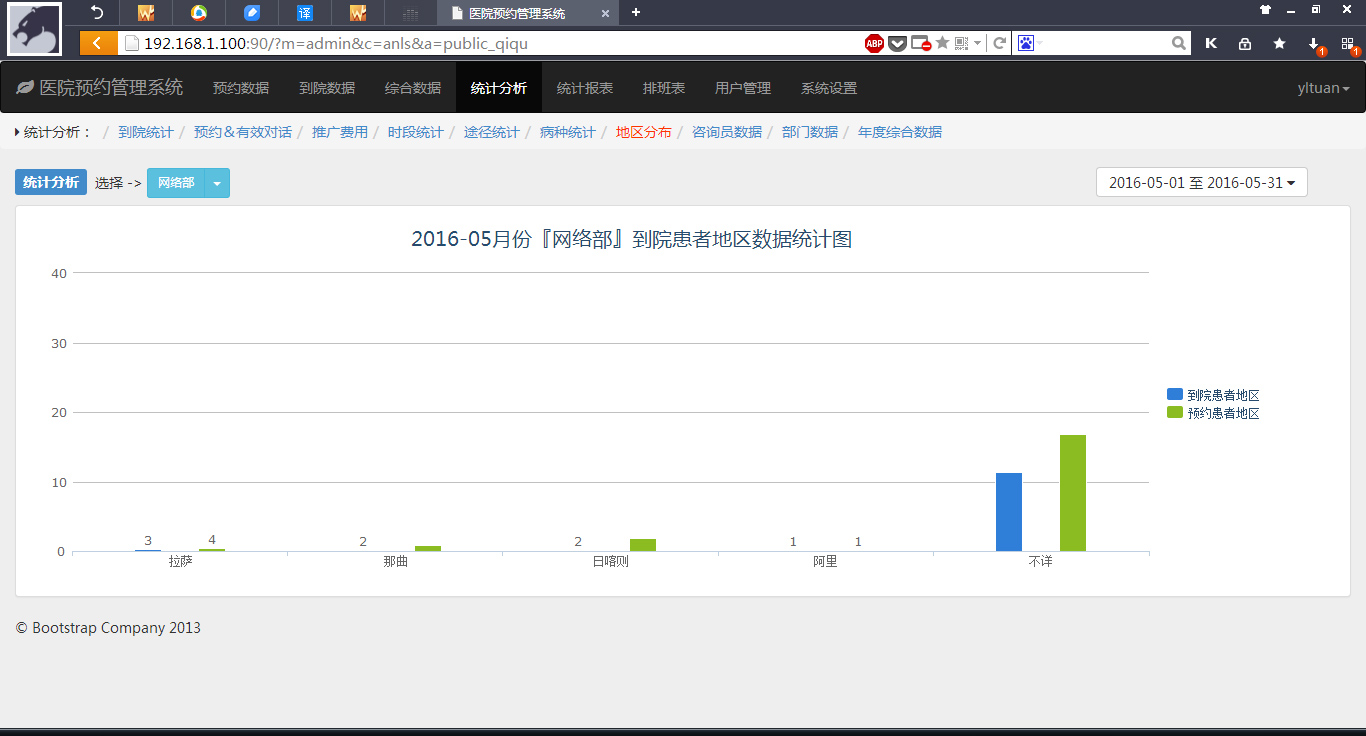 医院预约管理系统
192.168.1.100:90/?m=admin&c=anls&a=public_qiqu
医院预约管理系统 预约数据 到院数据 综合数据 统计分析 统计报表 排班表 用户管理 系统设置 yltuan
统计分析： / 到院统计 / 预约&有效对话 / 推广费用 / 时段统计 / 途径统计 / 病种统计 / 地区分布 / 咨询员数据 / 部门数据 / 年度综合数据
统计分析 选择 -> 网络部 2016-05-01 至 2016-05-31
2016-05月份『网络部』到院患者地区数据统计图
40
30
20
10
0
3 4 2 2 1 1
拉萨 那曲 日喀则 阿里 不详
到院患者地区
预约患者地区
© Bootstrap Company 2013